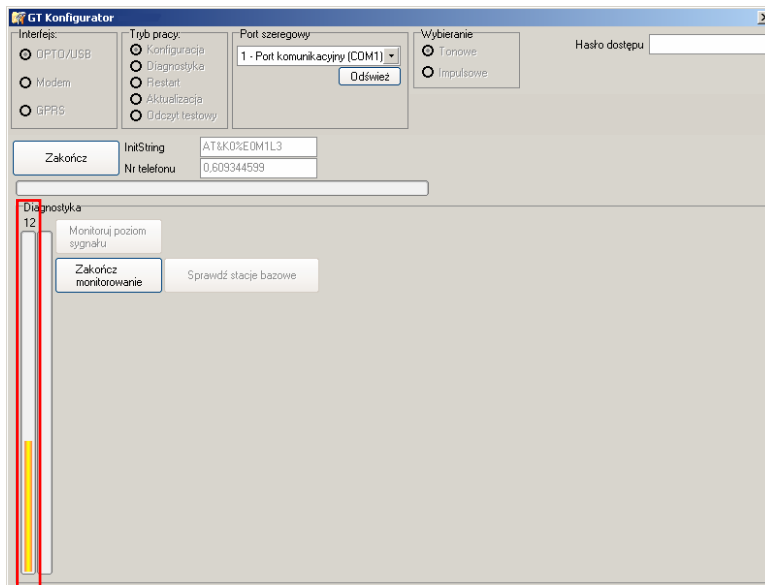 GT Konfigurator
Interfejs:
OPTO/USB
Modem
GPRS
Tryb pracy:
Konfiguracja
Diagnostyka
Restart
Aktualizacja
Odczyt testowy
Port szeregowy
1 - Port komunikacyjny (COM1)
Odśwież
Wybieranie
Tonowe
Impulsowe
Hasło dostępu
Zakończ
InitString
AT&K0%E0M1L3
Nr telefonu
0,609344599
Diagnostyka
12
Monitoruj poziom
sygnału
Zakończ
monitorowanie
Sprawdź stacje bazowe